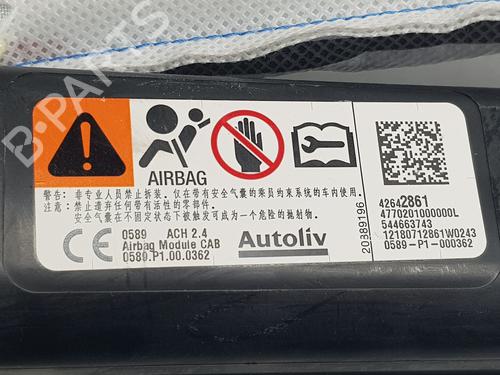 B-PARTS
AIRBAG
警告: 非专业人员禁止拆装。仅在带有安全气囊的乘员约束系统的车内使用。
注意: 禁止遗弃任何带有活性的零部件。
安全气囊在不固定状态下触发可成为一个危险的抛射物。
CE 0589 ACH 2.4
Airbag Module CAB
0589.P1.00.0362
Autoliv
20389196
42642861
4770201000000L
544663743
12180712861W0243
0589-P1-000362